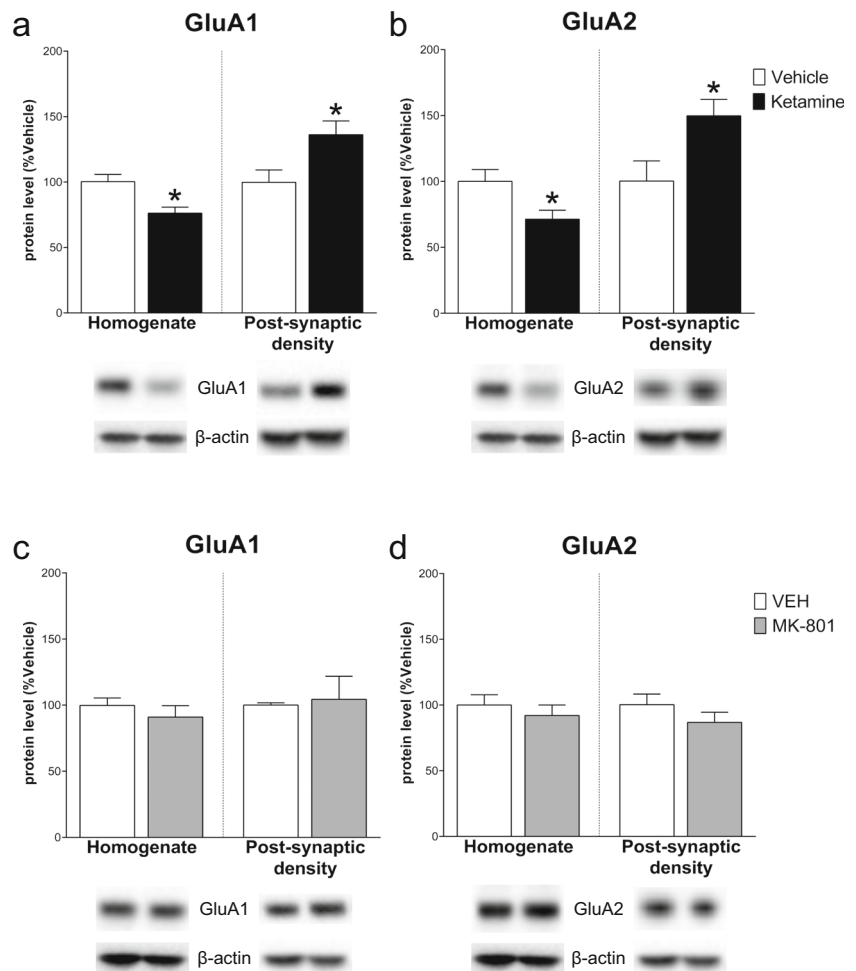 a
GluA1
protein level (%Vehicle)
200
150
100
50
0
*
*
Homogenate
Post-synaptic
density
GluA1
β-actin
b
GluA2
protein level (%Vehicle)
200
150
100
50
0
*
*
Homogenate
Post-synaptic
density
Vehicle
Ketamine
GluA2
β-actin
c
GluA1
protein level (%Vehicle)
200
150
100
50
0
Homogenate
Post-synaptic
density
GluA1
β-actin
d
GluA2
protein level (%Vehicle)
200
150
100
50
0
Homogenate
Post-synaptic
density
VEH
MK-801
GluA2
β-actin